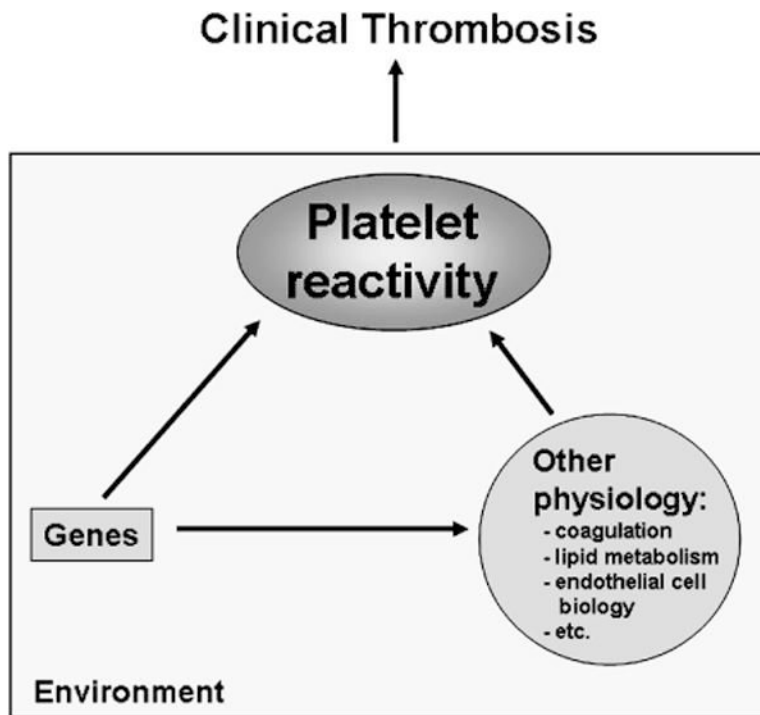 Clinical Thrombosis
Platelet
reactivity
Genes
Other
physiology:
- coagulation
- lipid metabolism
- endothelial cell
biology
- etc.
Environment